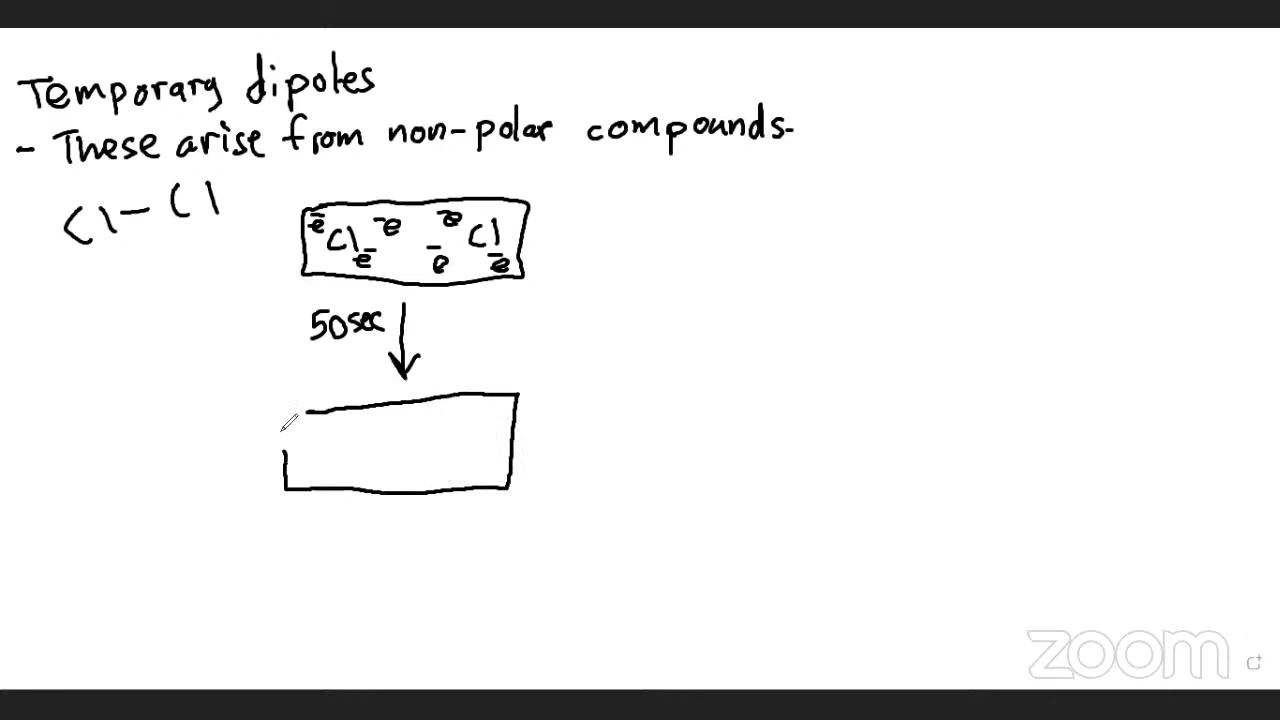 Temporary dipoles
- These arise from non-polar compounds-
Cl-Cl
e⁻ Cl e⁻ ⁻e ⁻e Cl
e⁻ e⁻
50sec
zoom